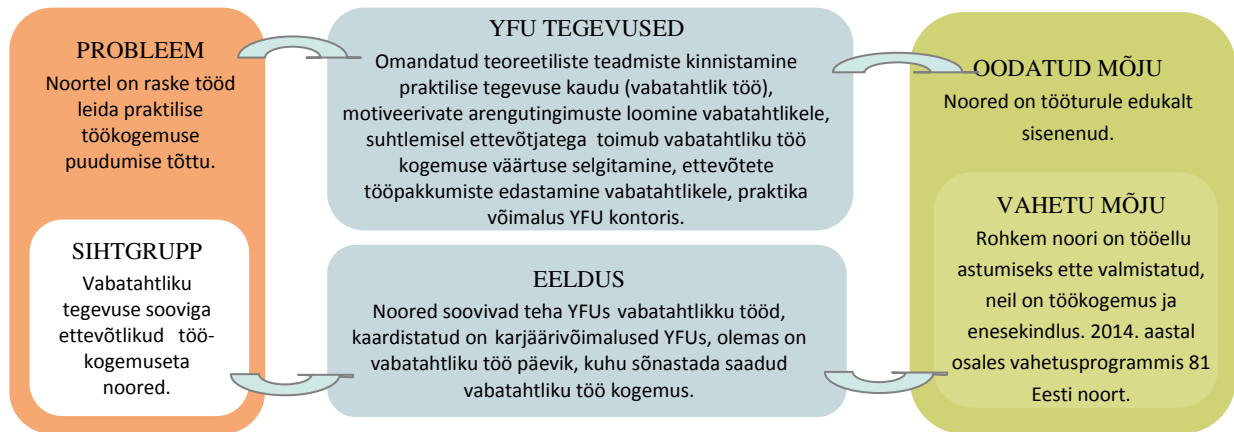 PROBLEEM
Noortel on raske tööd
leida praktilise
töökogemuse
puudumise tõttu.
SIHTGRUPP
Vabatahtliku
tegevuse sooviga
ettevõtlikud töö-
kogemuseta
noored.
YFU TEGEVUSED
Omandatud teoreetiliste teadmiste kinnistamine
praktilise tegevuse kaudu (vabatahtlik töö),
motiveerivate arengutingimuste loomine vabatahtlikele,
suhtlemisel ettevõtjatega toimub vabatahtliku töö
kogemuse väärtuse selgitamine, ettevõtete
tööpakkumiste edastamine vabatahtlikele, praktika
võimalus YFU kontoris.
EELDUS
Noored soovivad teha YFUs vabatahtlikku tööd,
kaardistatud on karjäärivõimalused YFUs, olemas on
vabatahtliku töö päevik, kuhu sõnastada saadud
vabatahtliku töö kogemus.
OODATUD MÕJU
Noored on tööturule edukalt
sisenenud.
VAHETU MÕJU
Rohkem noori on tööellu
astumiseks ette valmistatud,
neil on töökogemus ja
enesekindlus. 2014. aastal
osales vahetusprogrammis 81
Eesti noort.